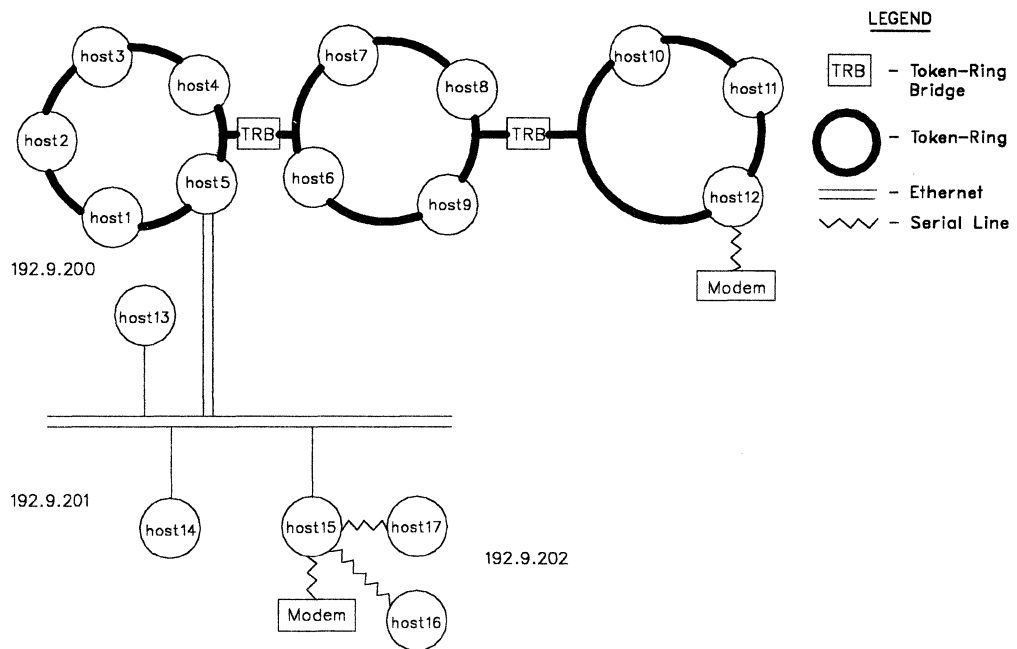 LEGEND
host3
host7
host10
host4
host8
host11
TRB
- Token-Ring
Bridge
host2
TRB
TRB
- Token-Ring
host5
host6
host9
host12
host1
- Ethernet
- Serial Line
192.9.200
Modem
host13
192.9.201
host14
host15
host17
192.9.202
Modem
host16